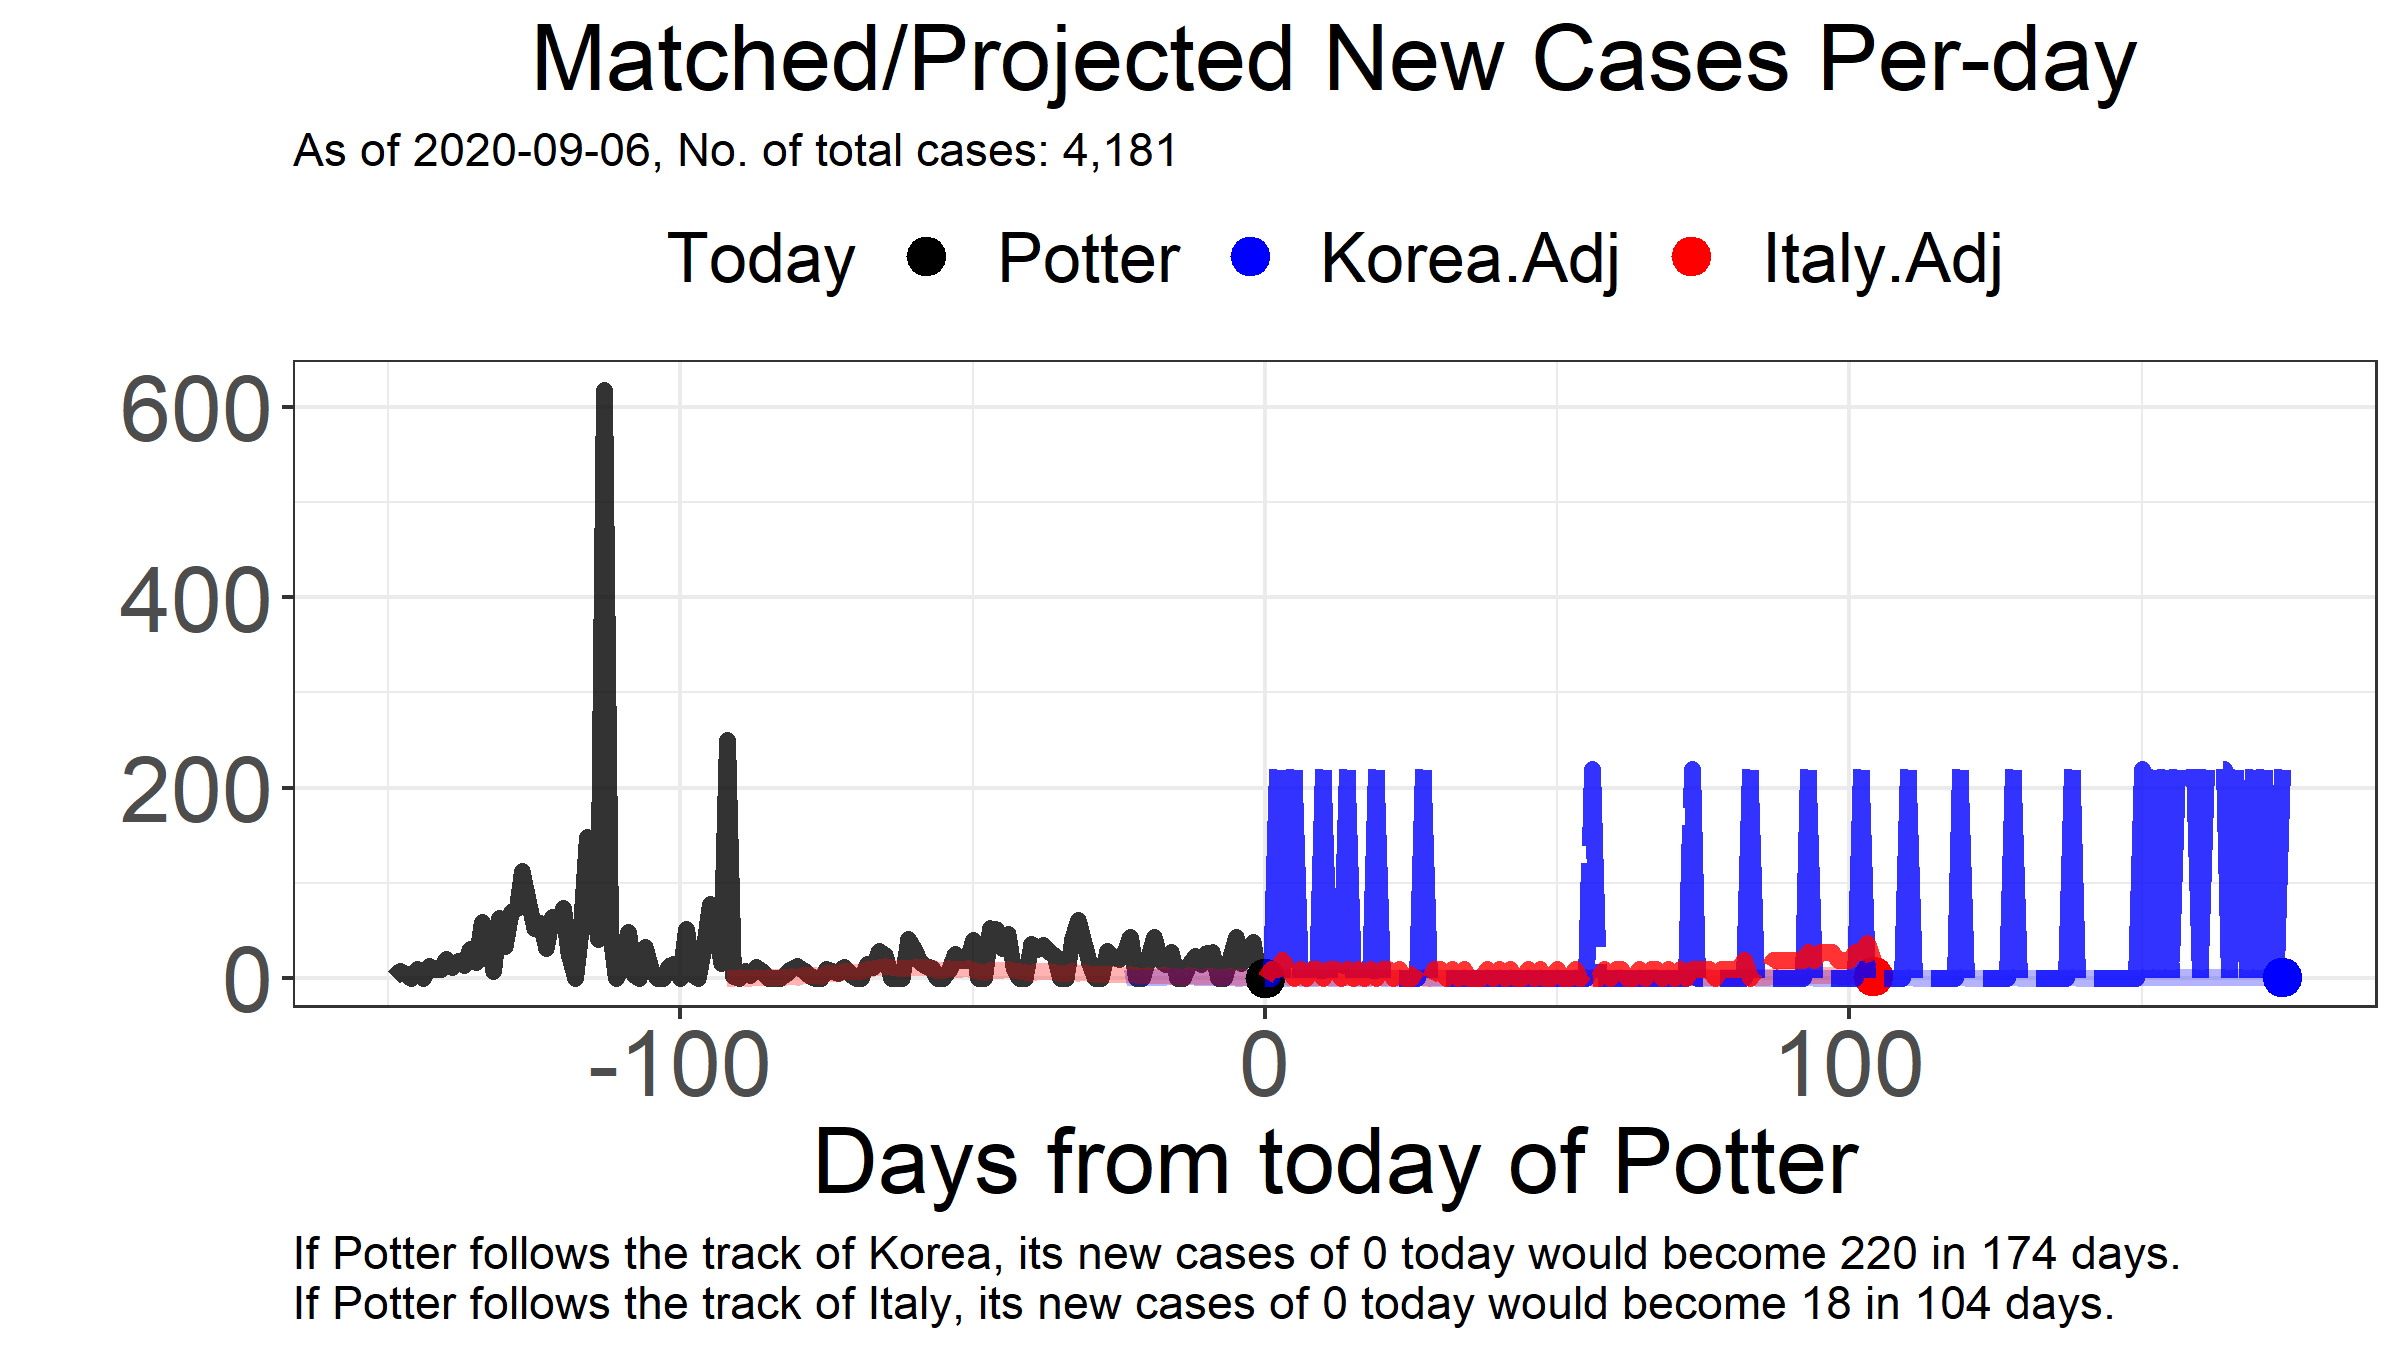 Matched/Projected New Cases Per-day
As of 2020-09-06, No. of total cases: 4,181
Today Potter Korea.Adj Italy.Adj
600
400
200
0
-100 0 100
Days from today of Potter
If Potter follows the track of Korea, its new cases of 0 today would become 220 in 174 days.
If Potter follows the track of Italy, its new cases of 0 today would become 18 in 104 days.